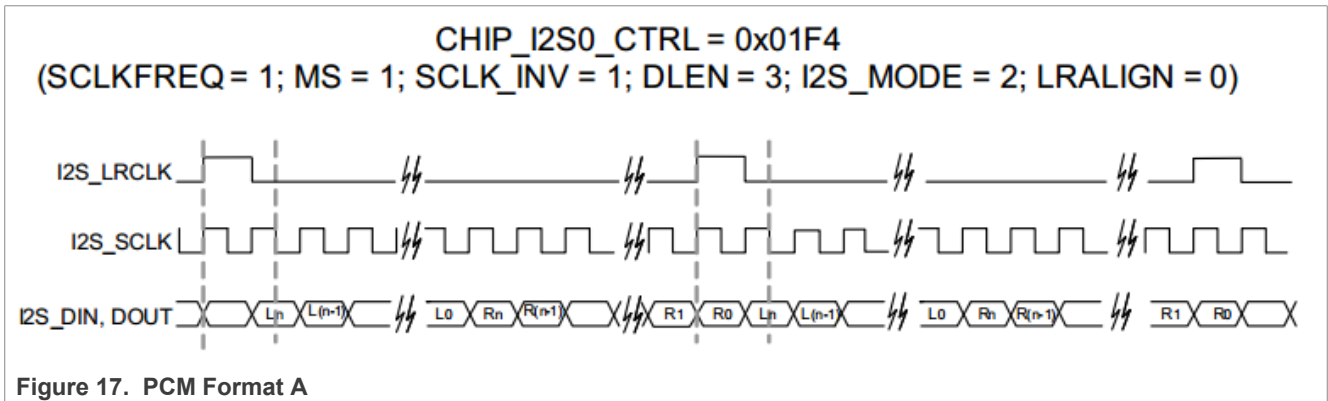 CHIP_I2S0_CTRL = 0x01F4
(SCLKFREQ = 1; MS = 1; SCLK_INV = 1; DLEN = 3; I2S_MODE = 2; LRALIGN = 0)
I2S_LRCLK
I2S_SCLK
I2S_DIN, DOUT Ln L(n-1) L0 Rn R(n-1) R1 R0 Ln L(n-1) L0 Rn R(n-1) R1 R0
Figure 17. PCM Format A